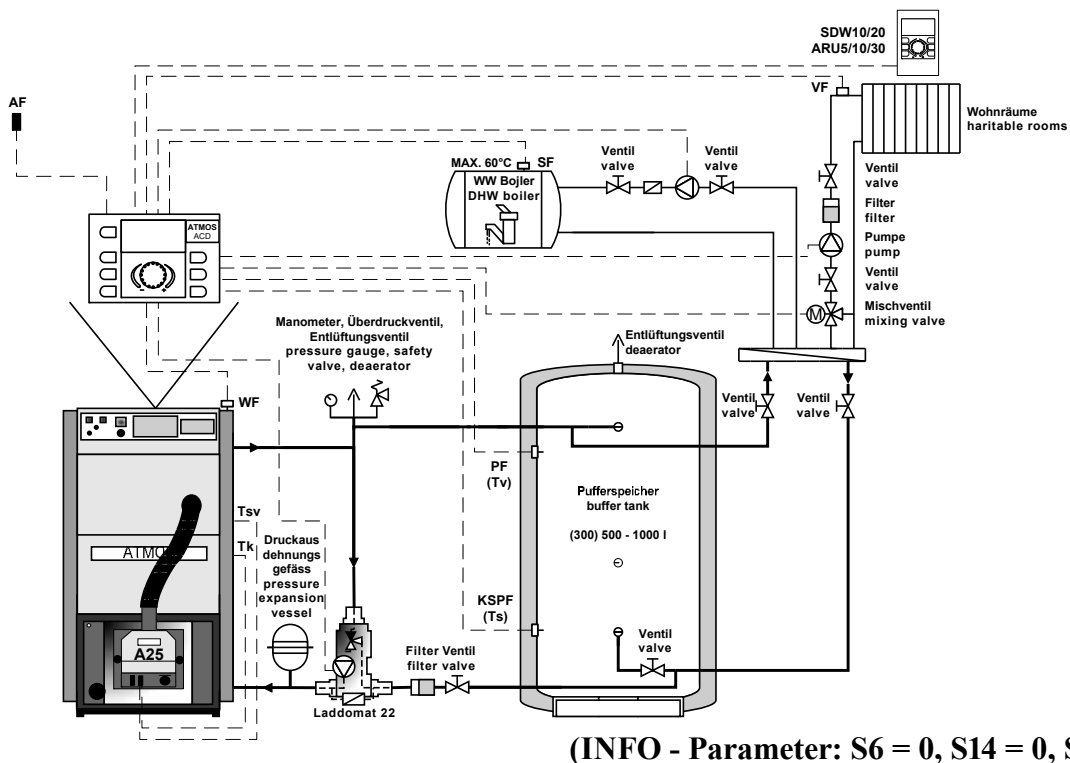 SDW10/20
ARU5/10/30
AF
VF
Wohnräume
haritable rooms
MAX. 60°C
SF
WW Bojler
DHW boiler
Ventil
valve
Ventil
valve
Ventil
valve
Filter
filter
Pumpe
pump
Ventil
valve
M
Mischventil
mixing valve
ATMOS
ACD
Manometer, Überdruckventil,
Entlüftungsventil
pressure gauge, safety
valve, deaerator
Entlüftungsventil
deaerator
WF
Ventil
valve
Ventil
valve
PF
(Tv)
Pufferspeicher
buffer tank
(300) 500 - 1000 l
Tsv
Tk
ATMO
Druckaus
dehnungs
gefäss
pressure
expansion
vessel
KSPF
(Ts)
A25
Filter Ventil
filter valve
Ventil
valve
Laddomat 22
(INFO - Parameter: S6 = 0, S14 = 0, S